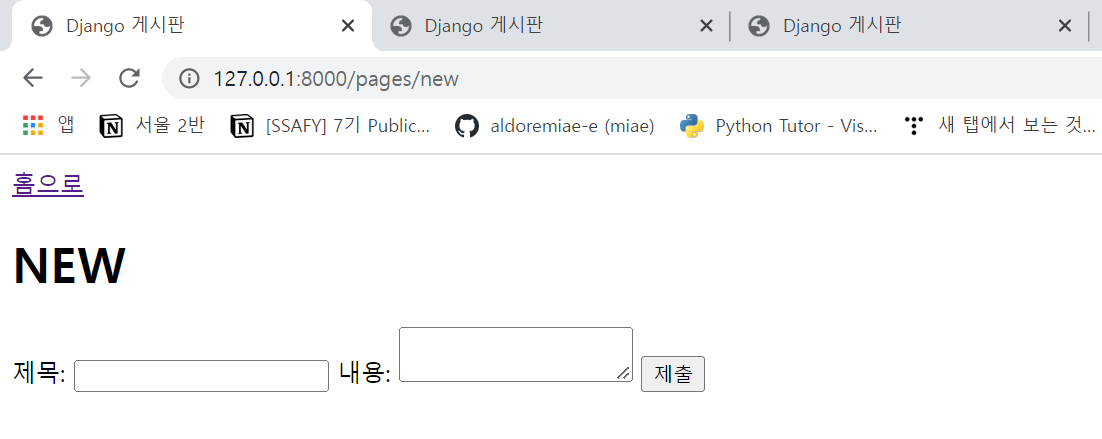 Django 게시판 Django 게시판 Django 게시판
127.0.0.1:8000/pages/new
앱 서울 2반 [SSAFY] 7기 Public... aldoremiae-e (miae) Python Tutor - Vis... 새 탭에서 보는 것...
홈으로
NEW
제목: 내용: 제출